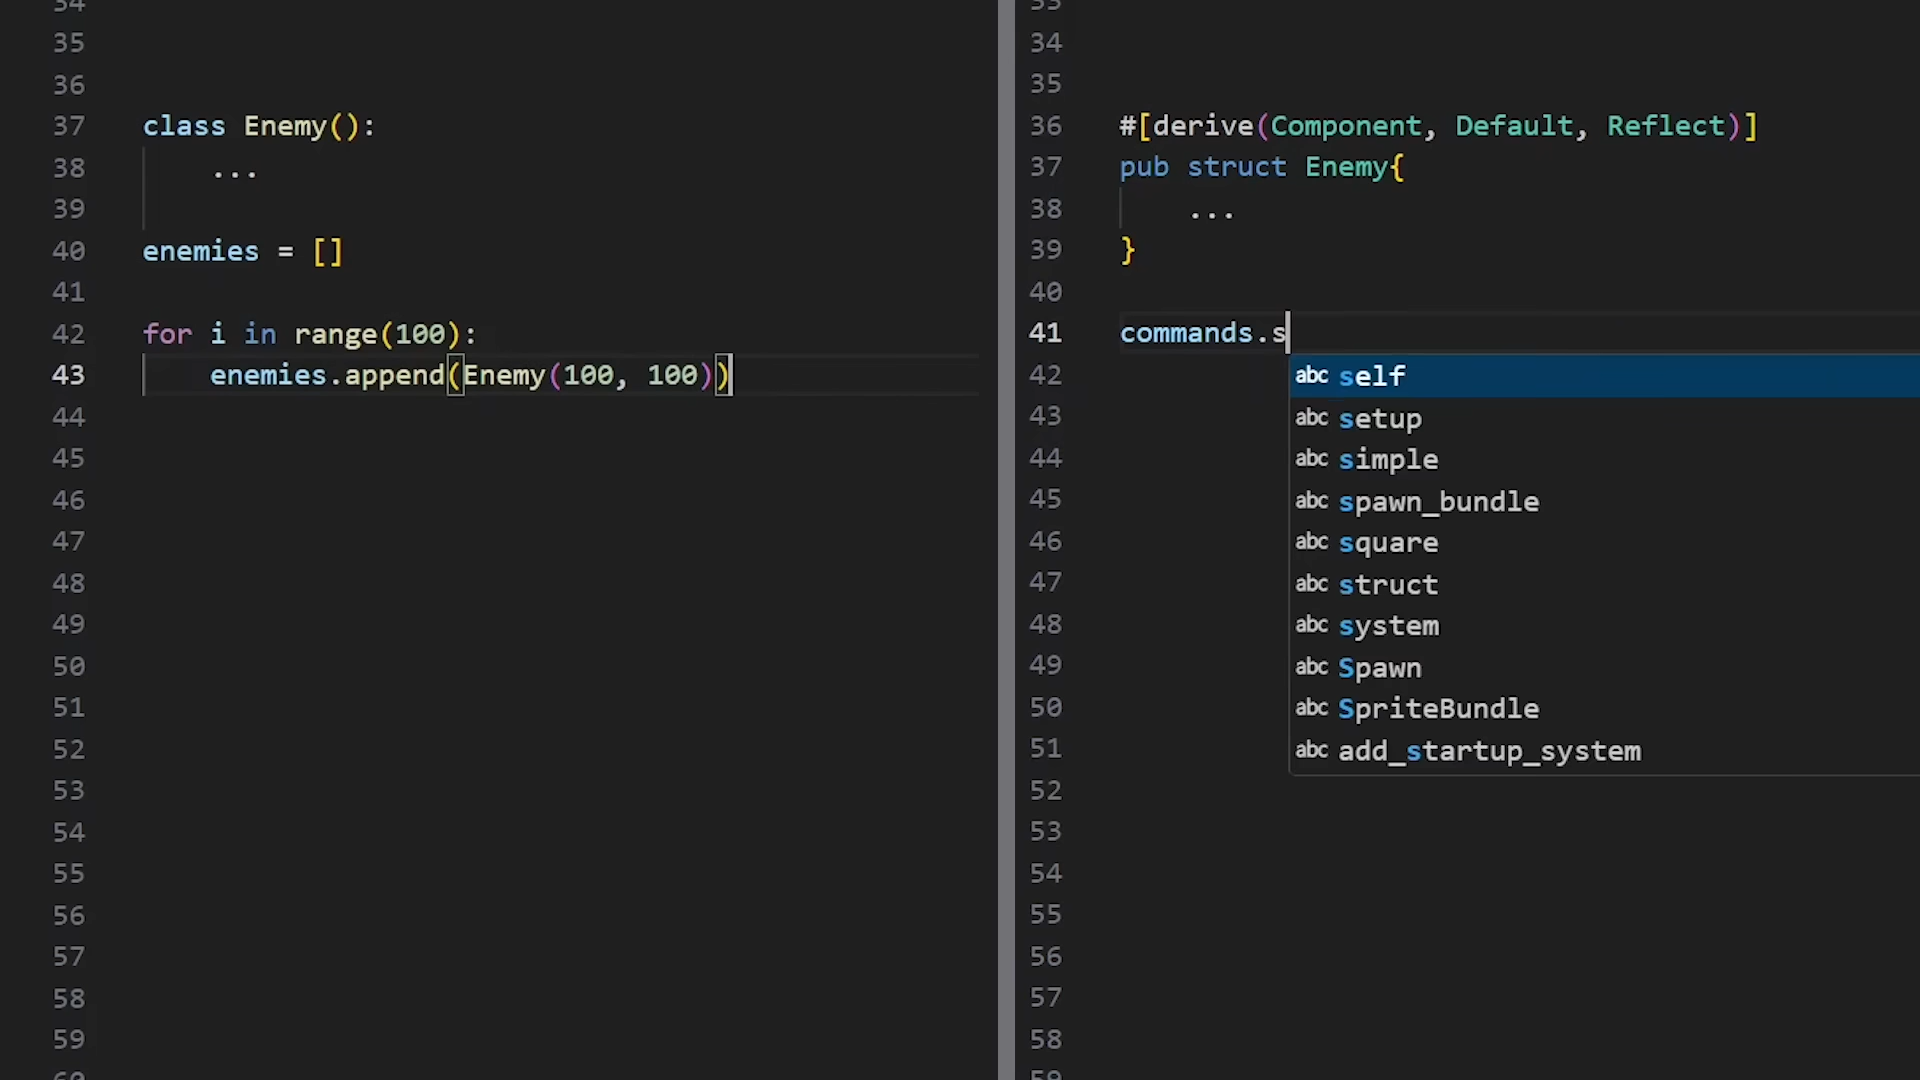 34
35
36
37 class Enemy():
38 ...
39
40 enemies = []
41
42 for i in range(100):
43 enemies.append(Enemy(100, 100))
44
45
46
47
48
49
50
51
52
53
54
55
56
57
58
59
60
33
34
35
36 #[derive(Component, Default, Reflect)]
37 pub struct Enemy{
38 ...
39 }
40
41 commands.s
42 abc self
43 abc setup
44 abc simple
45 abc spawn_bundle
46 abc square
47 abc struct
48 abc system
49 abc Spawn
50 abc SpriteBundle
51 abc add_startup_system
52
53
54
55
56
57
58
59